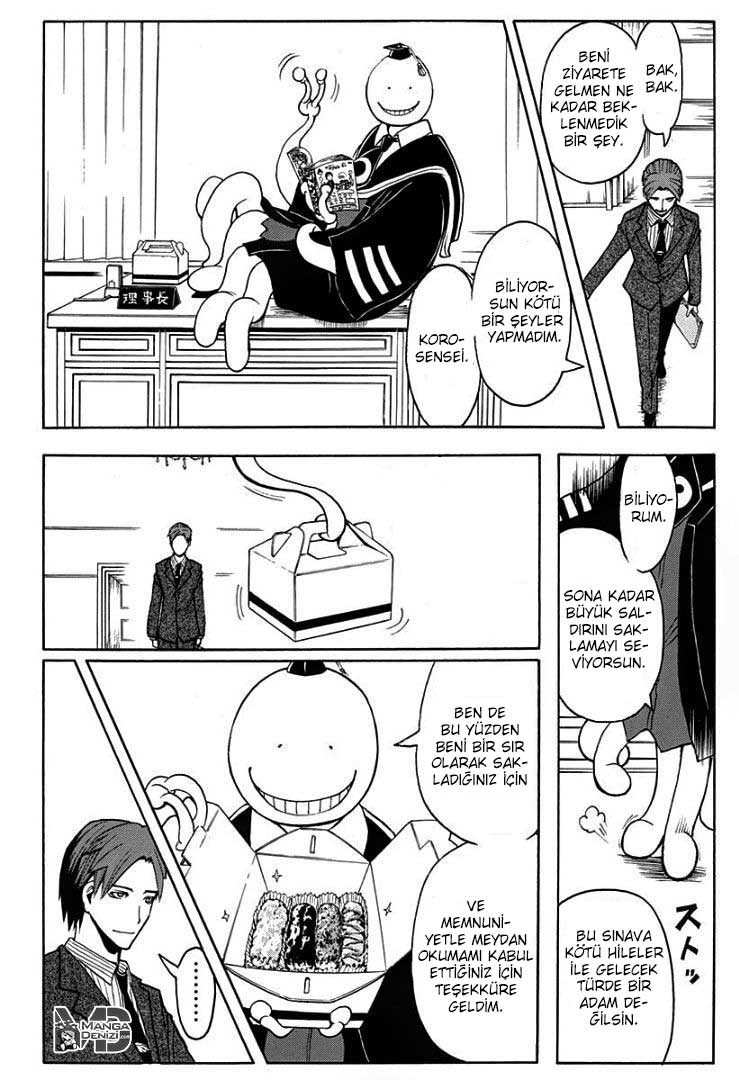 BAK,
BAK.
BENİ
ZİYARETE
GELMEN NE
KADAR BEK-
LENMEDİK
BİR ŞEY.
BİLİYOR-
SUN KÖTÜ
BİR ŞEYLER
YAPMADIM.
KORO-
SENSEI.
理事長
BİLİYO-
RUM.
SONA KADAR
BÜYÜK SAL-
DIRINI SAK-
LAMAYI SE-
VİYORSUN.
ストッ
BU SINAVA
KÖTÜ HİLELER
İLE GELECEK
TÜRDE BİR
ADAM DE-
ĞİLSİN.
BEN DE
BU YÜZDEN
BENİ BİR SIR
OLARAK SAK-
LADIĞINIZ İÇİN
VE
MEMNUNİ-
YETLE MEYDAN
OKUMAMI KABUL
ETTİĞİNİZ İÇİN
TEŞEKKÜRE
GELDİM.
......
MANGA
DENİZİ